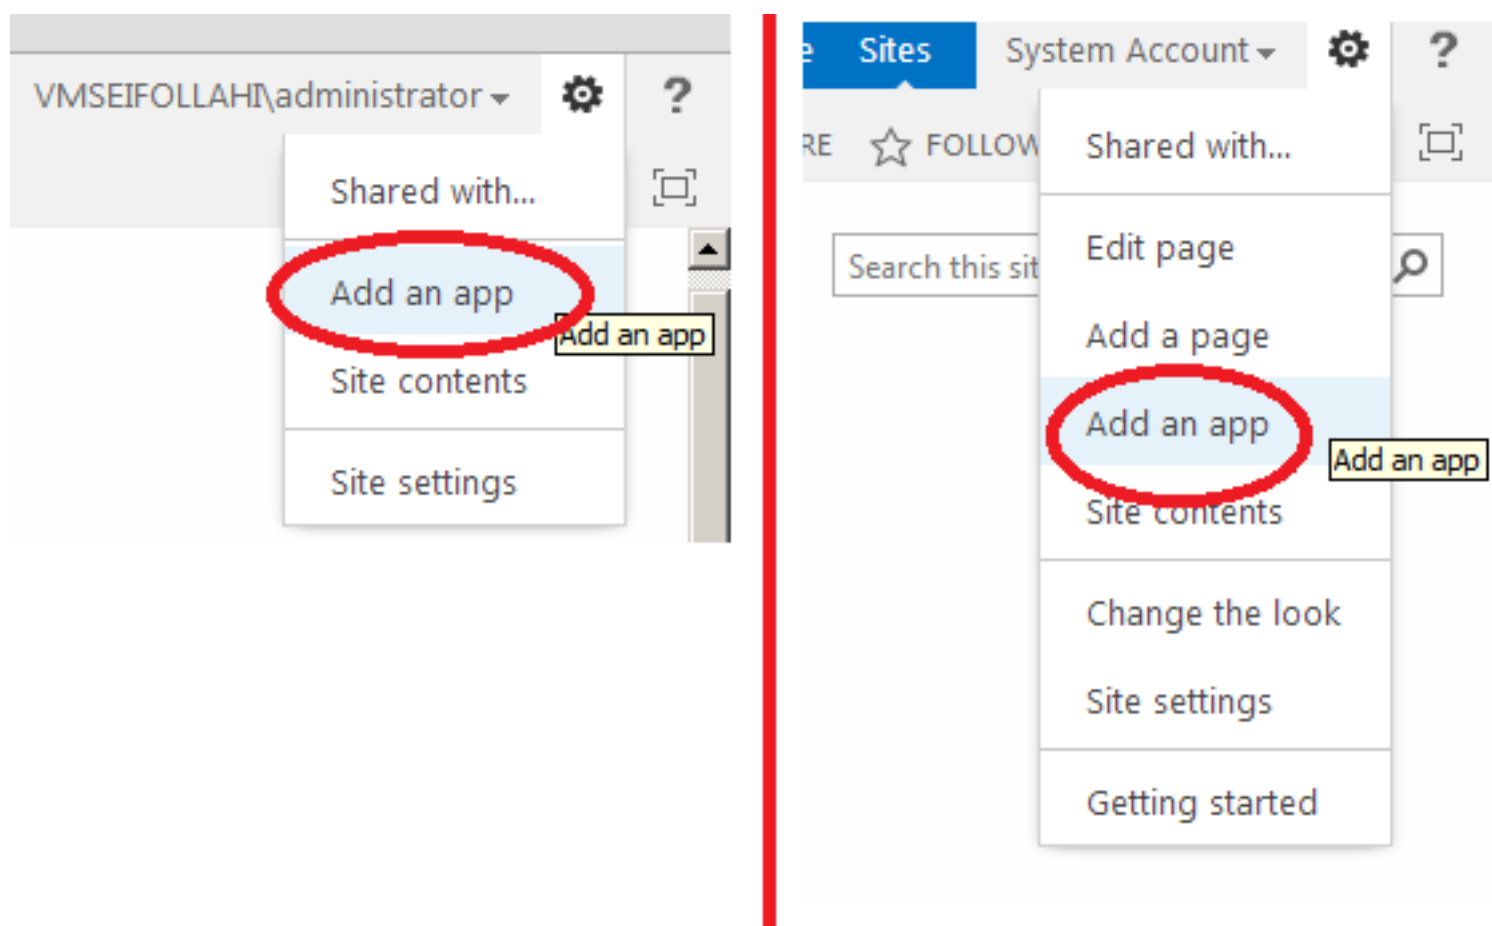 VMSEIFOLLAHI\administrator
?
Shared with...
Add an app
Add an app
Site contents
Site settings
e Sites System Account ?
RE FOLLOW
Shared with...
Search this sit
Edit page
Add a page
Add an app
Add an app
Site contents
Change the look
Site settings
Getting started